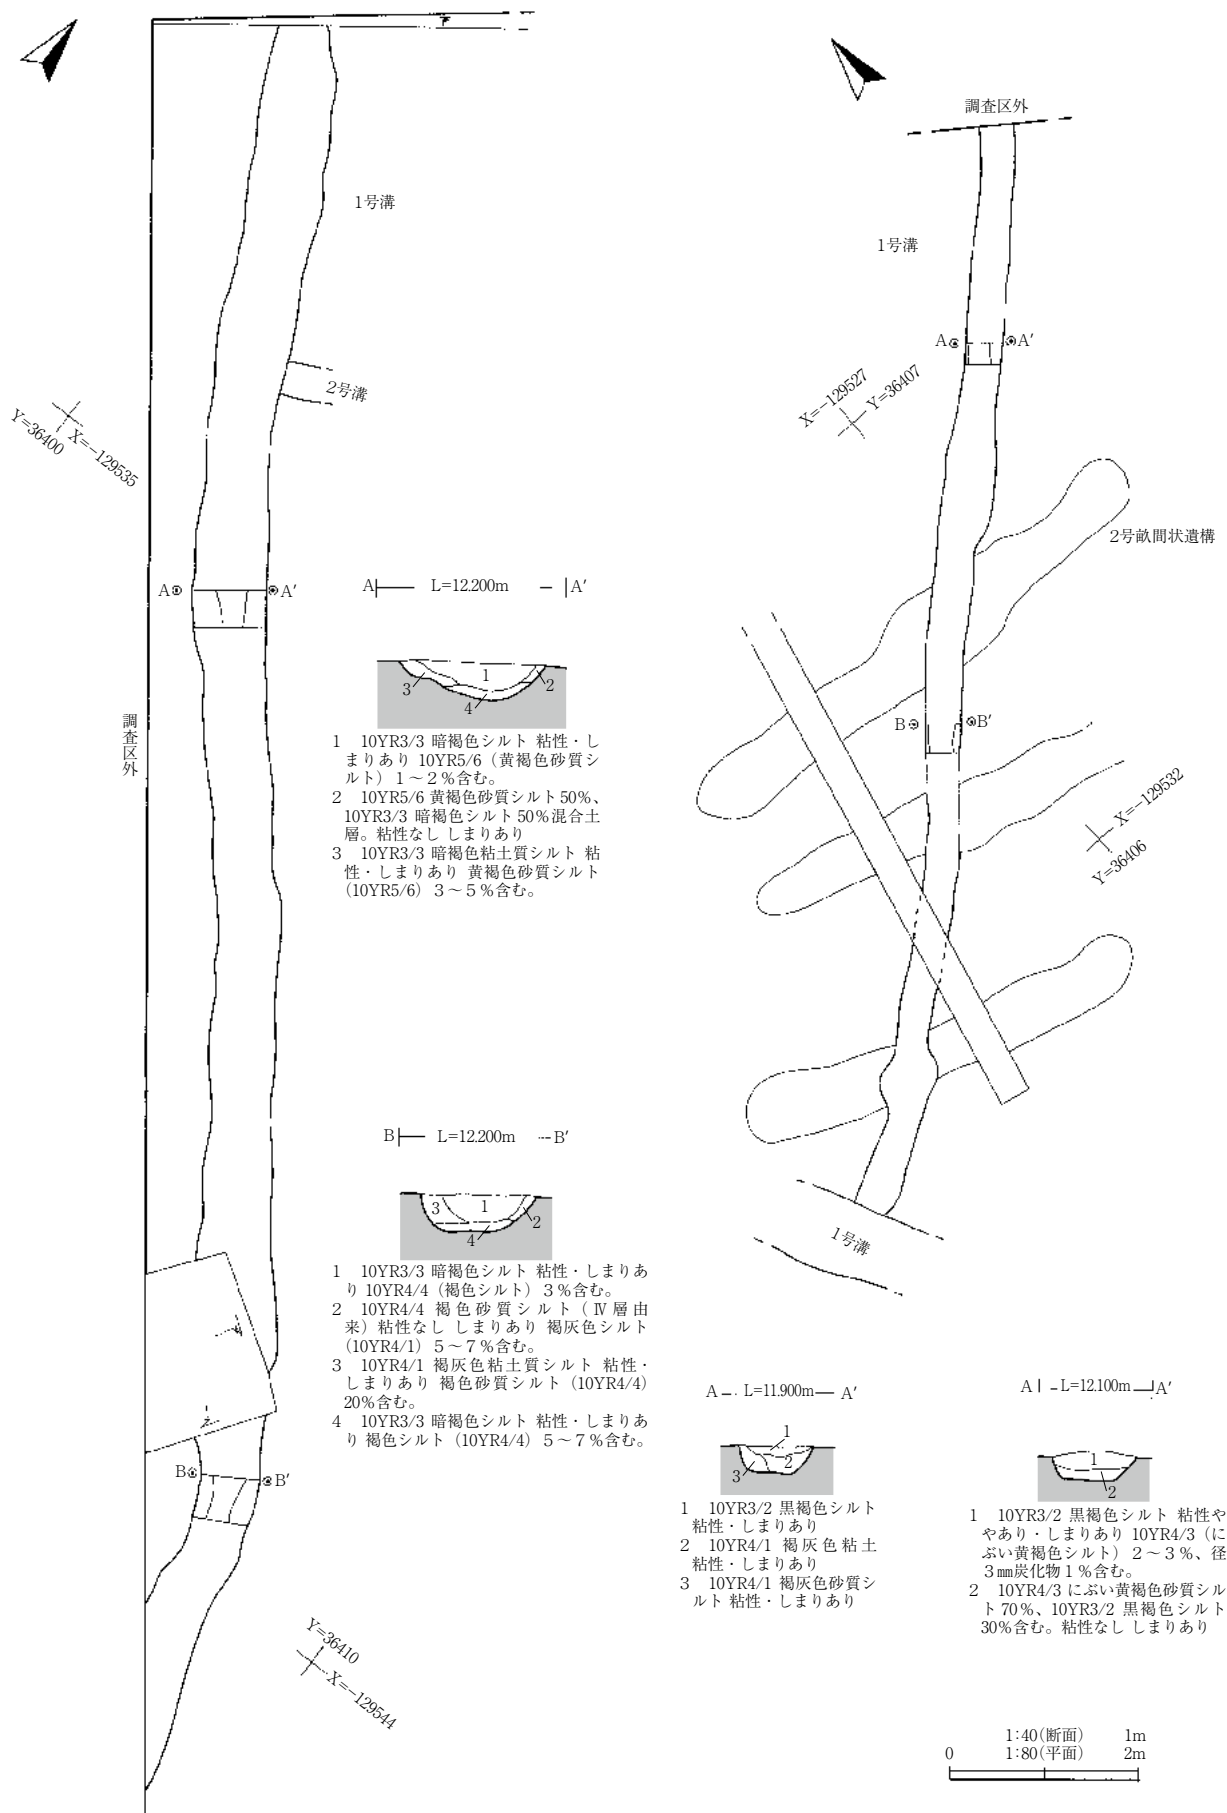 1号溝
2号溝
Y=36400
X=-129535
A
A′
調査区外
B
B′
Y=36410
X=-129544
A
L=12.200m
A′
1
2
3
4
1 10YR3/3 暗褐色シルト 粘性・し
まりあり 10YR5/6（黄褐色砂質シ
ルト）1～2％含む。
2 10YR5/6 黄褐色砂質シルト50％、
10YR3/3 暗褐色シルト50％混合土
層。粘性なし しまりあり
3 10YR3/3 暗褐色粘土質シルト 粘
性・しまりあり 黄褐色砂質シルト
(10YR5/6) 3～5％含む。
B
L=12.200m
B′
3
1
2
4
1 10YR3/3 暗褐色シルト 粘性・しまりあ
り 10YR4/4（褐色シルト）3％含む。
2 10YR4/4 褐色砂質シルト（Ⅳ層由
来）粘性なし しまりあり 褐灰色シルト
(10YR4/1) 5～7％含む。
3 10YR4/1 褐灰色粘土質シルト 粘性・
しまりあり 褐色砂質シルト (10YR4/4)
20％含む。
4 10YR3/3 暗褐色シルト 粘性・しまりあ
り 褐色シルト (10YR4/4) 5～7％含む。
調査区外
1号溝
A
A′
X=-129527
Y=36407
2号畝間状遺構
B
B′
X=-129532
Y=36406
1号溝
A
L=11.900m
A′
1
2
3
1 10YR3/2 黒褐色シルト
粘性・しまりあり
2 10YR4/1 褐灰色粘土
粘性・しまりあり
3 10YR4/1 褐灰色砂質シ
ルト 粘性・しまりあり
A
L=12.100m
A′
1
2
1 10YR3/2 黒褐色シルト 粘性や
やあり・しまりあり 10YR4/3（に
ぶい黄褐色シルト）2～3％、径
3㎜炭化物1％含む。
2 10YR4/3 にぶい黄褐色砂質シル
ト70％、10YR3/2 黒褐色シルト
30％含む。粘性なし しまりあり
1:40(断面) 1m
0 1:80(平面) 2m